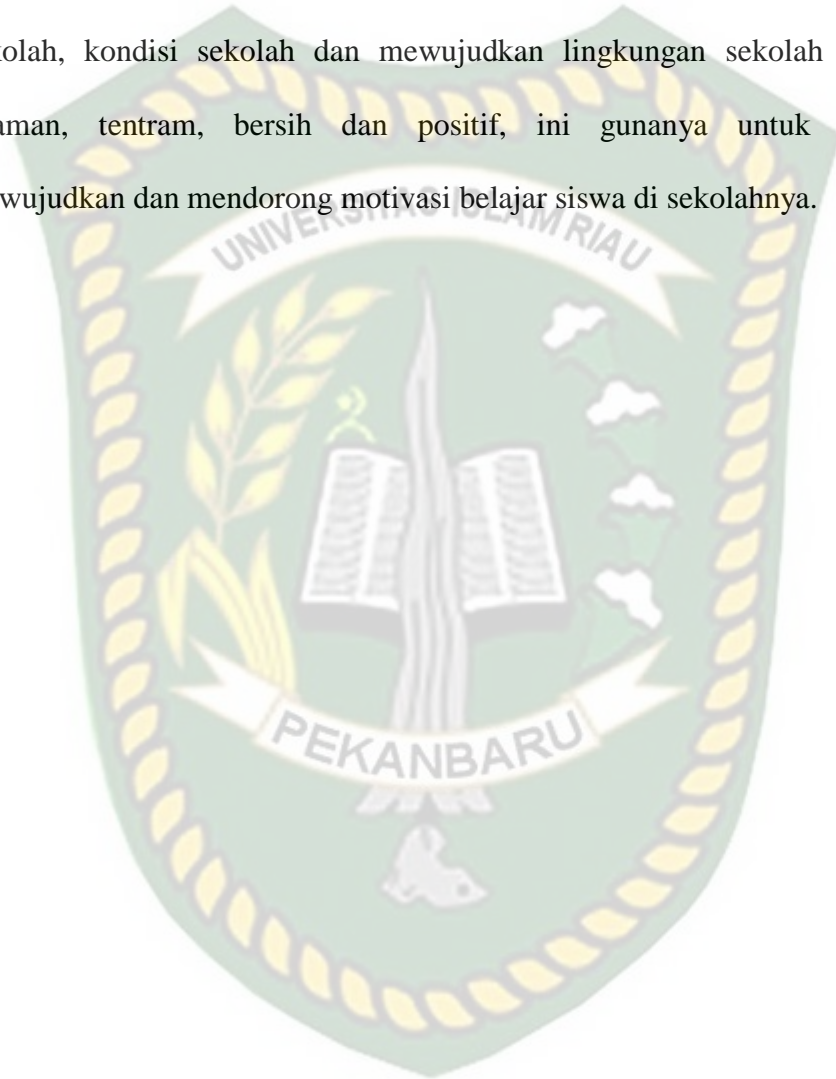 kolah, kondisi sekolah dan mewujudkan lingkungan sekolah
aman, tentram, bersih dan positif, ini gunanya untuk
wujudkan dan mendorong motivasi belajar siswa di sekolahnya.
UNIVERSITAS ISLAM RIAU
PEKANBARU